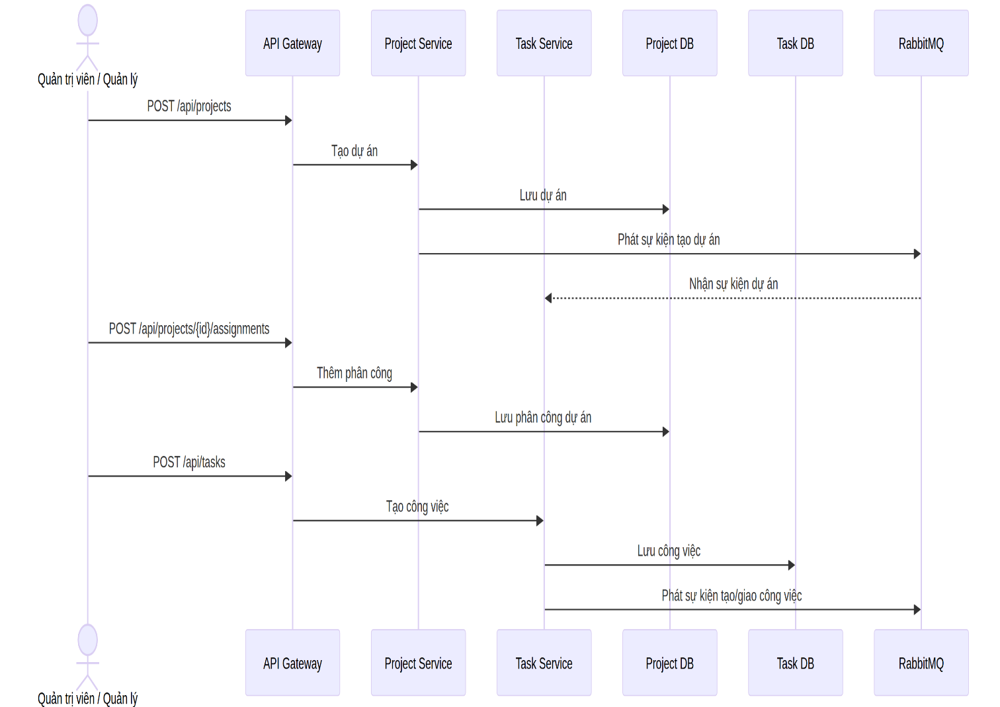 Quản trị viên / Quản lý
API Gateway
Project Service
Task Service
Project DB
Task DB
RabbitMQ
POST /api/projects
Tạo dự án
Lưu dự án
Phát sự kiện tạo dự án
Nhận sự kiện dự án
POST /api/projects/{id}/assignments
Thêm phân công
Lưu phân công dự án
POST /api/tasks
Tạo công việc
Lưu công việc
Phát sự kiện tạo/giao công việc
Quản trị viên / Quản lý
API Gateway
Project Service
Task Service
Project DB
Task DB
RabbitMQ